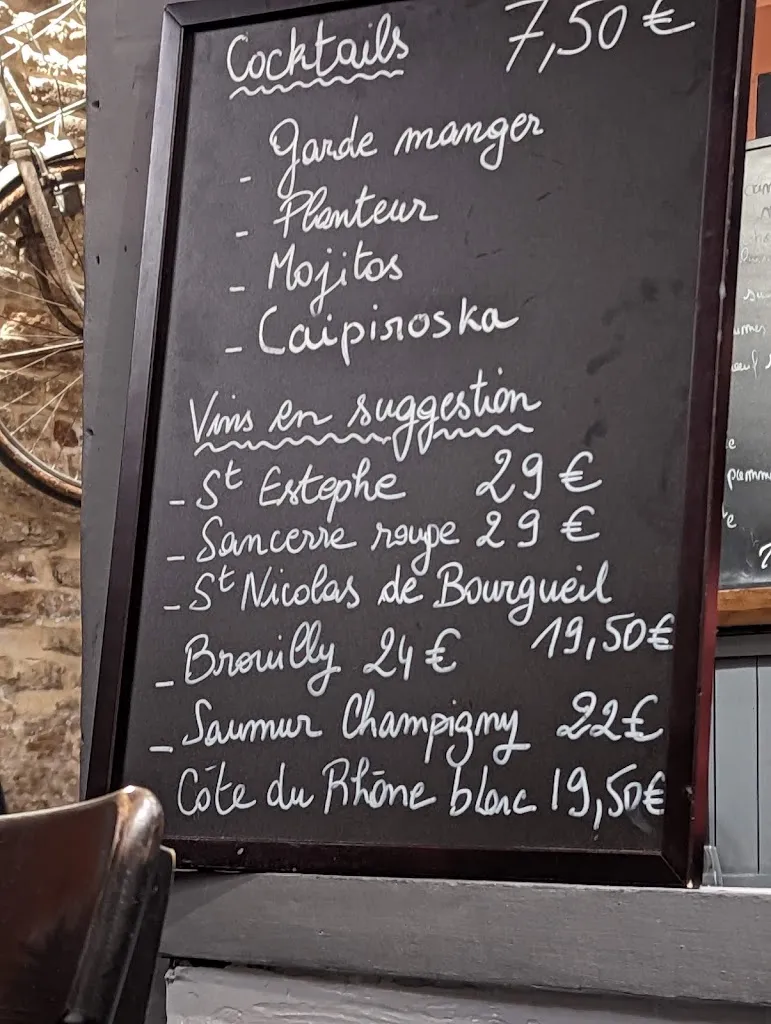 Cocktails 7,50 €
- Garde manger
- Planteur
- Mojitos
- Caipiroska
Vins en suggestion
- St Estephe 29 €
- Sancerre rouge 29 €
- St Nicolas de Bourgueil
19,50€
- Brouilly 24 €
- Saumur Champigny 22€
Côte du Rhône blanc 19,50€